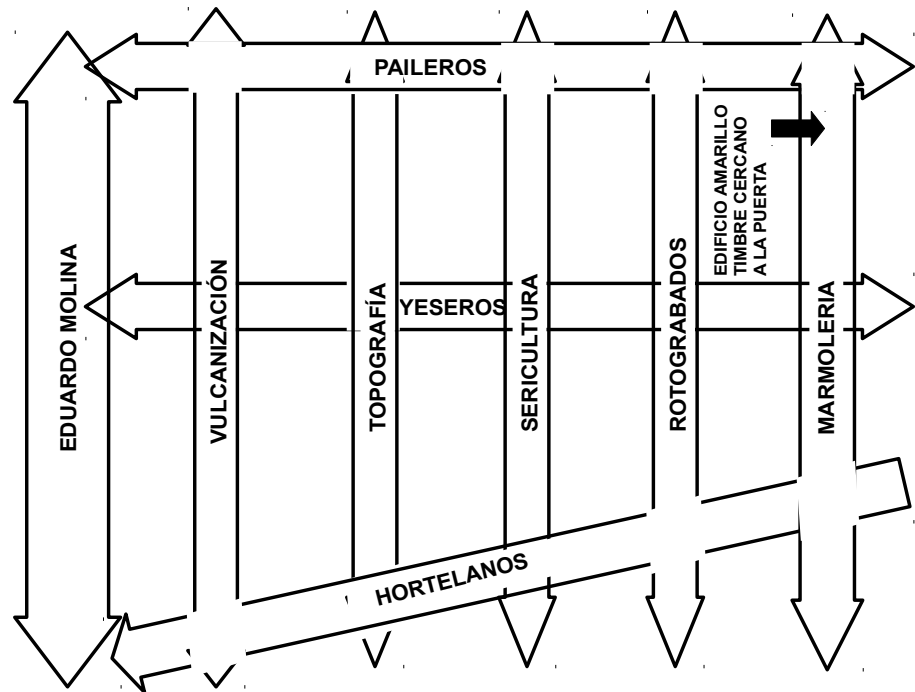 PAILEROS
EDIFICIO AMARILLO
TIMBRE CERCANO
A LA PUERTA
EDUARDO MOLINA
VULCANIZACIÓN
TOPOGRAFÍA
YESEROS
SERICULTURA
ROTOGRABADOS
MARMOLERIA
HORTELANOS